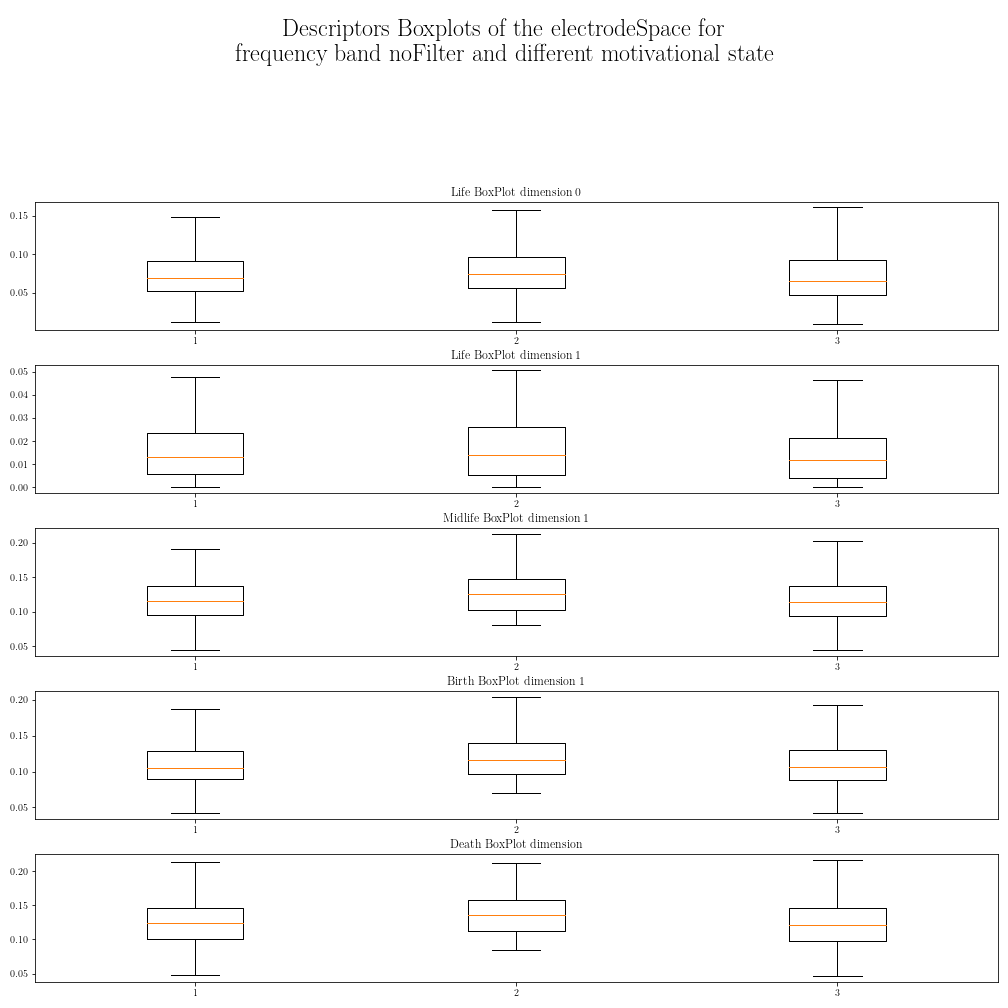 Descriptors Boxplots of the electrodeSpace for
frequency band noFilter and different motivational state
Life BoxPlot dimension 0
0.15
0.10
0.05
1 2 3
Life BoxPlot dimension 1
0.05
0.04
0.03
0.02
0.01
0.00
1 2 3
Midlife BoxPlot dimension 1
0.20
0.15
0.10
0.05
1 2 3
Birth BoxPlot dimension 1
0.20
0.15
0.10
0.05
1 2 3
Death BoxPlot dimension
0.20
0.15
0.10
0.05
1 2 3